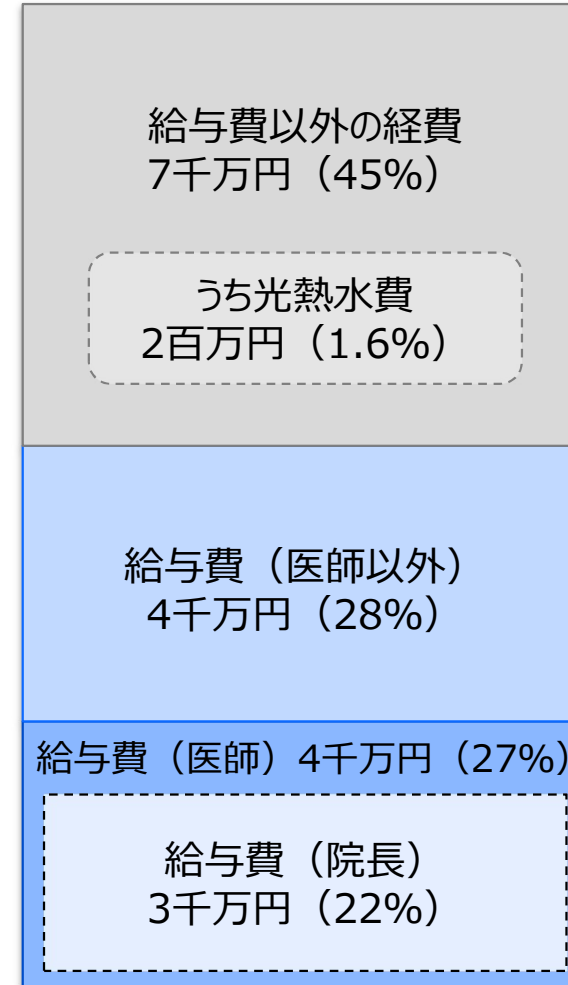 給与費以外の経費
7千万円（45%）
うち光熱水費
2百万円（1.6%）
給与費（医師以外）
4千万円（28%）
給与費（医師）4千万円（27%）
給与費（院長）
3千万円（22%）